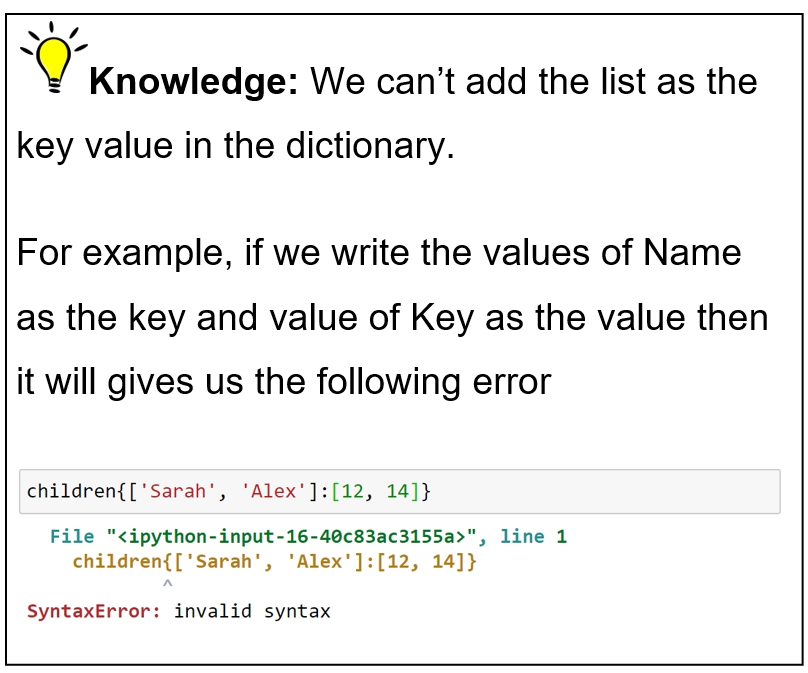 Knowledge: We can’t add the list as the
key value in the dictionary.
For example, if we write the values of Name
as the key and value of Key as the value then
it will gives us the following error
children{['Sarah', 'Alex']:[12, 14]}
File "<ipython-input-16-40c83ac3155a>", line 1
children{['Sarah', 'Alex']:[12, 14]}
^
SyntaxError: invalid syntax